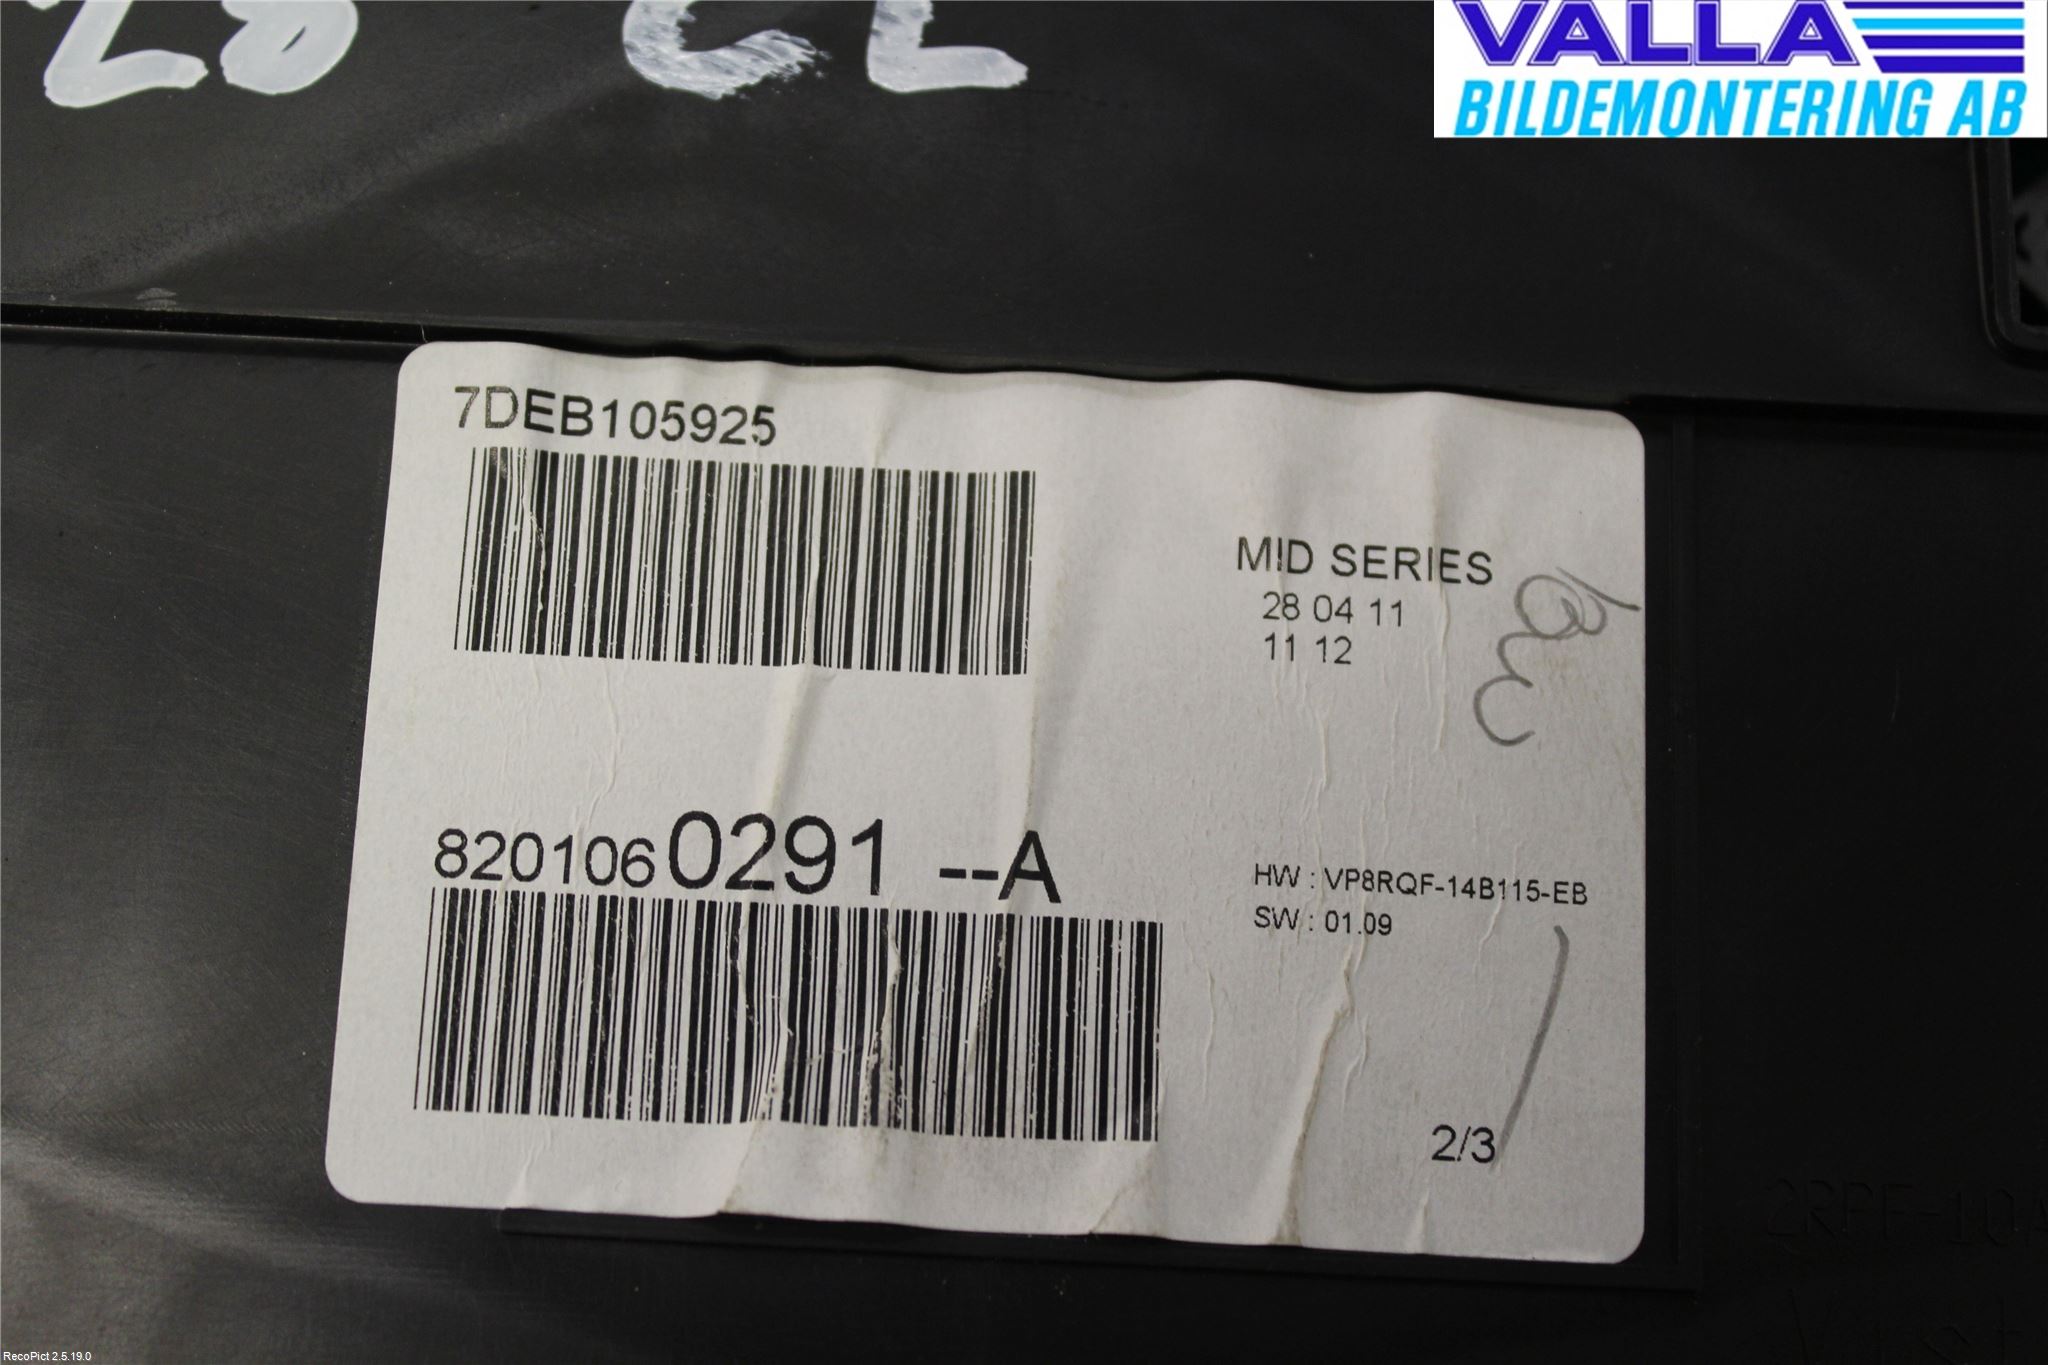 VALLA
BILDEMONTERING AB
7DEB105925
MID SERIES
28 04 11
11 12
8201060291 --A
HW : VP8RQF-14B115-EB
SW : 01.09
2/3
RecoPict 2.5.19.0